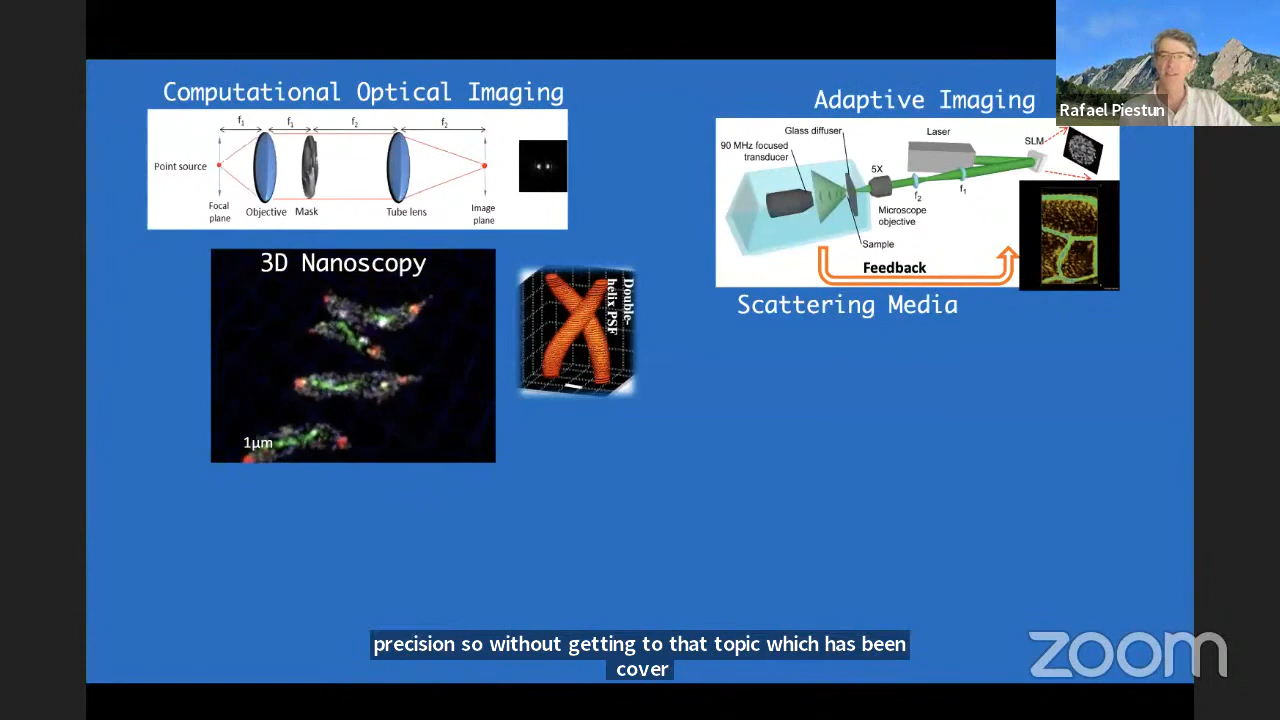 Computational Optical Imaging
f1 f1 f2 f2
Point source
Focal
plane
Objective
Mask
Tube lens
Image
plane
3D Nanoscopy
1µm
Double-
helix PSF
Adaptive Imaging
Glass diffuser
Laser
90 MHz focused
transducer
SLM
5X
f1
f2
Microscope
objective
Sample
Feedback
Scattering Media
Rafael Piestun
precision so without getting to that topic which has been
cover
zoom